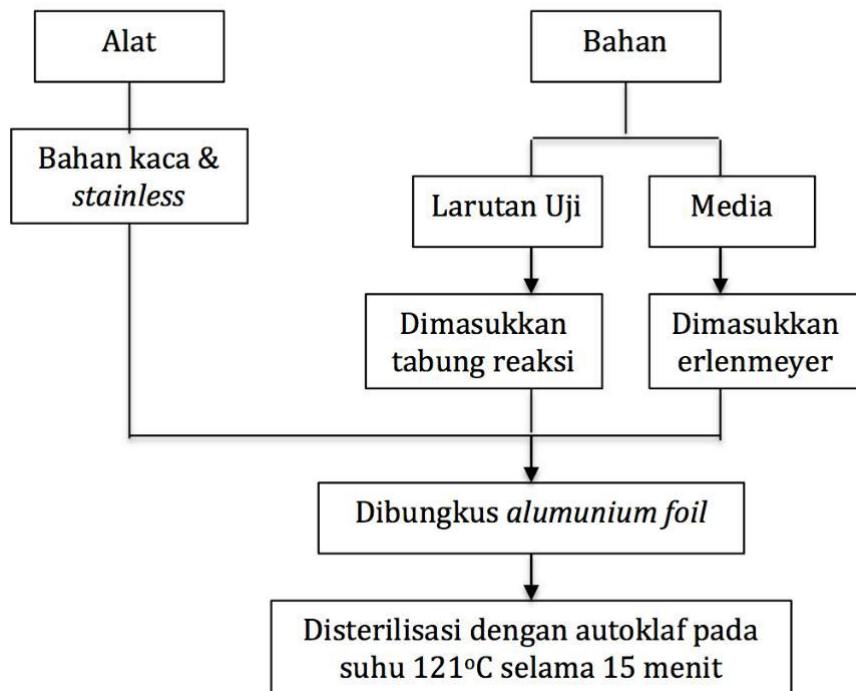 Alat
Bahan
Bahan kaca &
stainless
Larutan Uji
Media
Dimasukkan
tabung reaksi
Dimasukkan
erlenmeyer
Dibungkus alumunium foil
Disterilisasi dengan autoklaf pada
suhu 121°C selama 15 menit